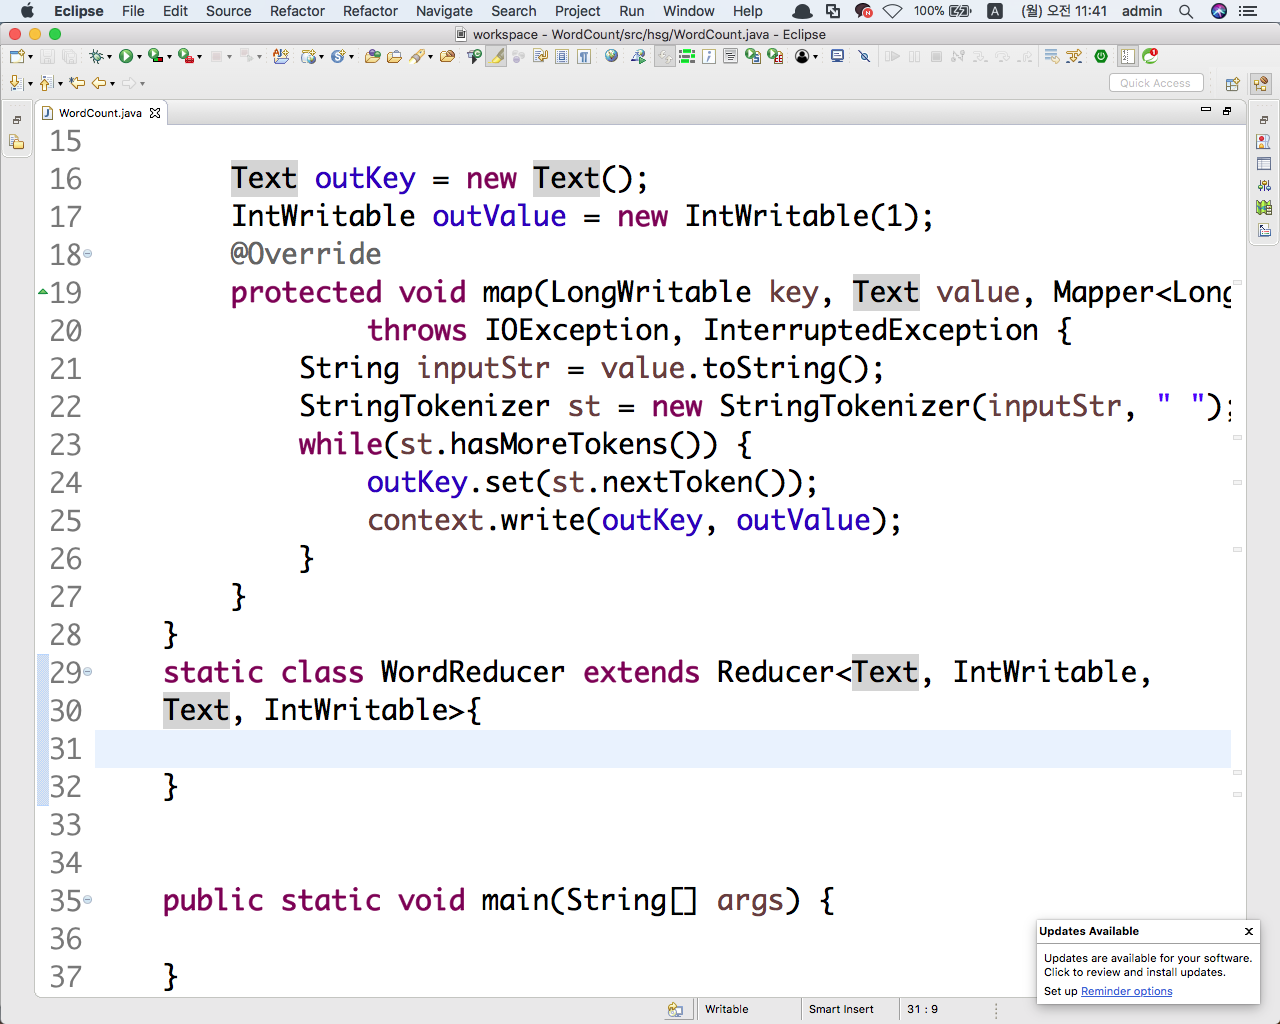 Eclipse File Edit Source Refactor Refactor Navigate Search Project Run Window Help 100% A (월) 오전 11:41 admin
workspace - WordCount/src/hsg/WordCount.java - Eclipse
Quick Access
WordCount.java
15
16 Text outKey = new Text();
17 IntWritable outValue = new IntWritable(1);
18 @Override
19 protected void map(LongWritable key, Text value, Mapper<Long
20 throws IOException, InterruptedException {
21 String inputStr = value.toString();
22 StringTokenizer st = new StringTokenizer(inputStr, " ");
23 while(st.hasMoreTokens()) {
24 outKey.set(st.nextToken());
25 context.write(outKey, outValue);
26 }
27 }
28 }
29 static class WordReducer extends Reducer<Text, IntWritable,
30 Text, IntWritable>{
31
32 }
33
34
35 public static void main(String[] args) {
36
37 }
Updates Available
Updates are available for your software.
Click to review and install updates.
Set up Reminder options
Writable Smart Insert 31 : 9